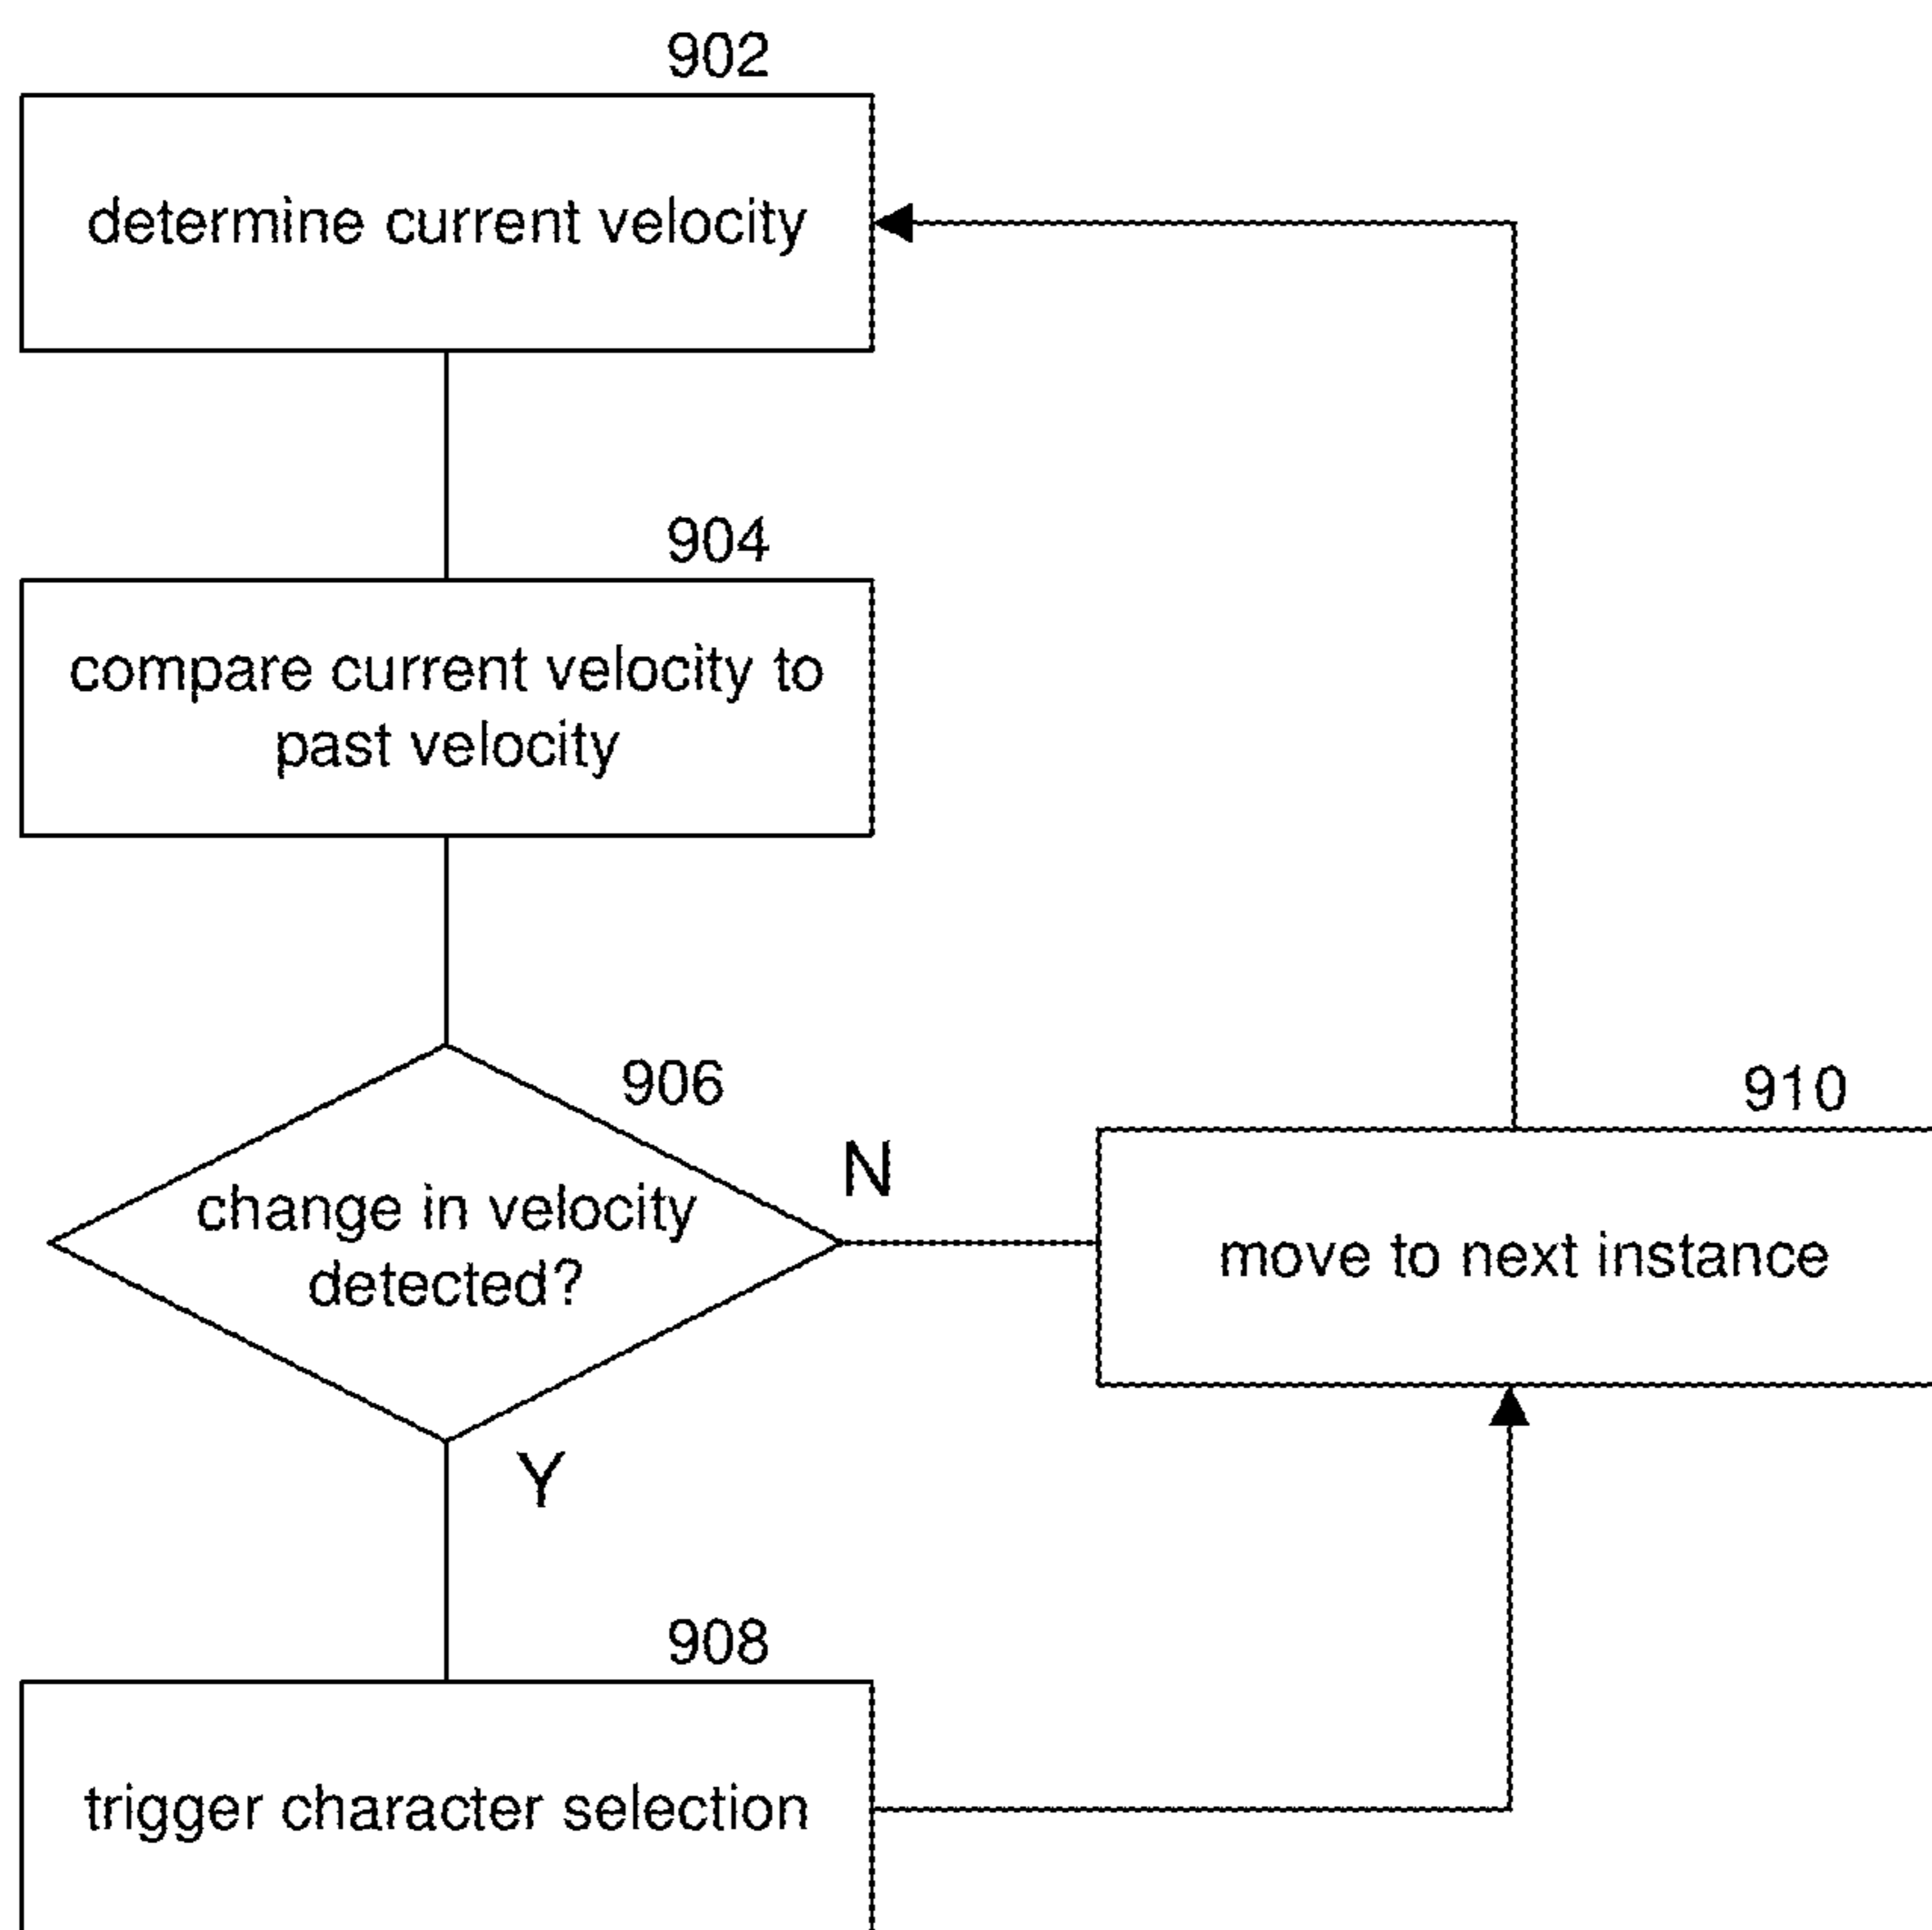 902
determine current velocity
904
compare current velocity to
past velocity
906
change in velocity
detected?
N
Y
910
move to next instance
908
trigger character selection